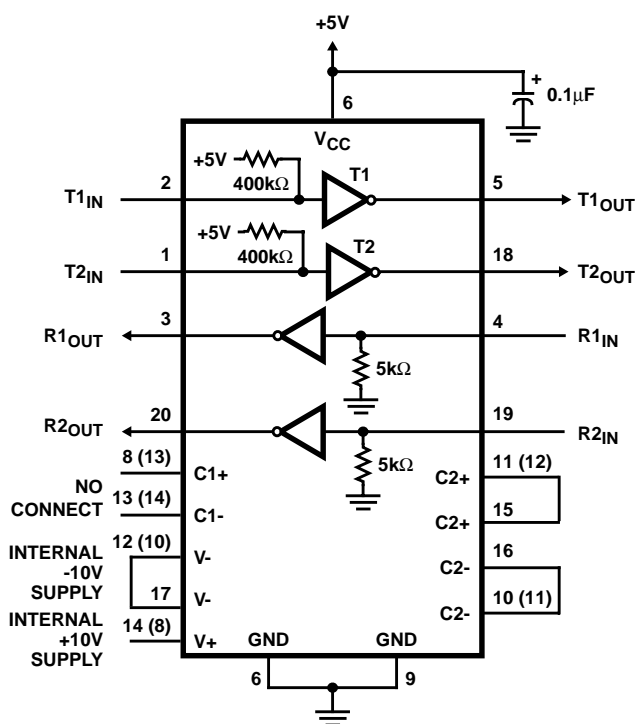 +5V
+
0.1μF
6
VCC
+5V
400kΩ
T1
T1IN
2
5
T1OUT
+5V
400kΩ
T2
T2IN
1
18
T2OUT
R1OUT
3
4
R1IN
5kΩ
R2OUT
20
19
R2IN
5kΩ
8 (13)
C1+
NO
CONNECT
13 (14)
C1-
11 (12)
C2+
15
C2+
INTERNAL
-10V
SUPPLY
12 (10)
V-
17
V-
16
C2-
10 (11)
C2-
INTERNAL
+10V
SUPPLY
14 (8)
V+
GND
GND
6
9